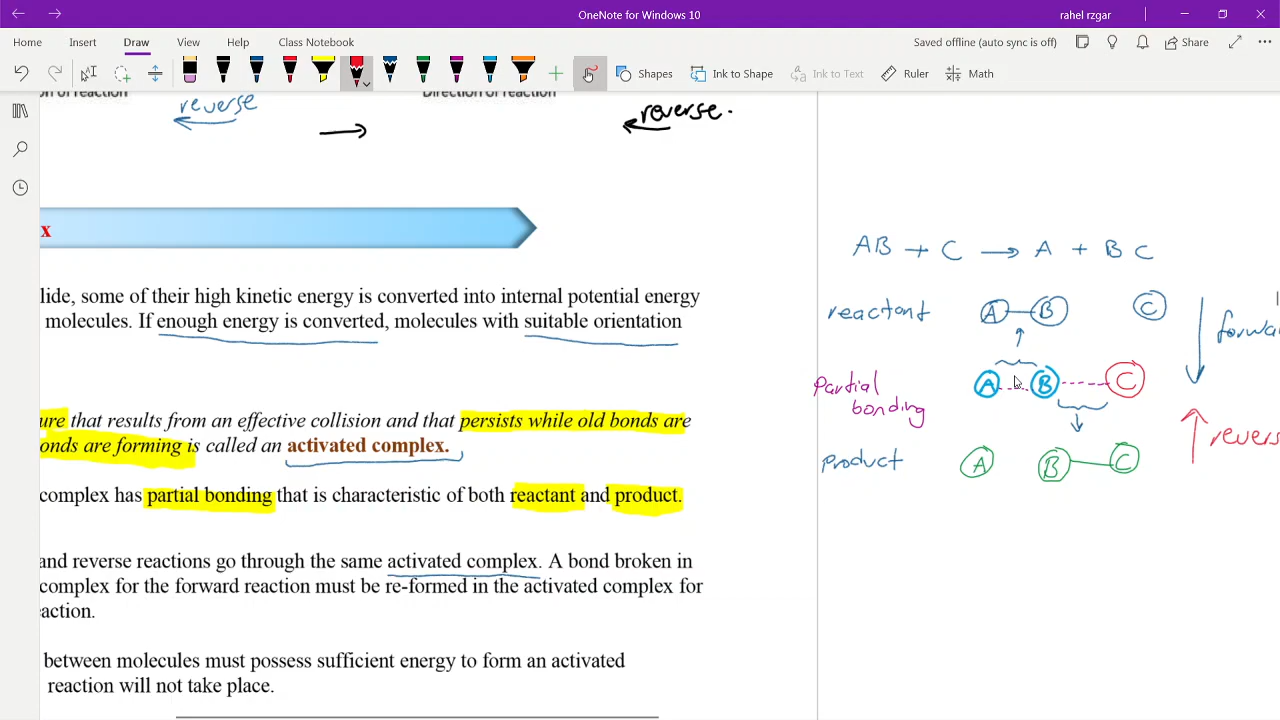 OneNote for Windows 10
rahel rzgar
Home
Insert
Draw
View
Help
Class Notebook
Saved offline (auto sync is off)
Share
Shapes
Ink to Shape
Ink to Text
Ruler
Math
on of reaction
Direction of reaction
reverse
reverse.
x
lide, some of their high kinetic energy is converted into internal potential energy
molecules. If enough energy is converted, molecules with suitable orientation
ure that results from an effective collision and that persists while old bonds are
onds are forming is called an activated complex.
complex has partial bonding that is characteristic of both reactant and product.
and reverse reactions go through the same activated complex. A bond broken in
complex for the forward reaction must be re-formed in the activated complex for
eaction.
between molecules must possess sufficient energy to form an activated
reaction will not take place.
AB + C → A + B C
reactant A B C
forwa
Partial A B C
bonding
revers
product A B C